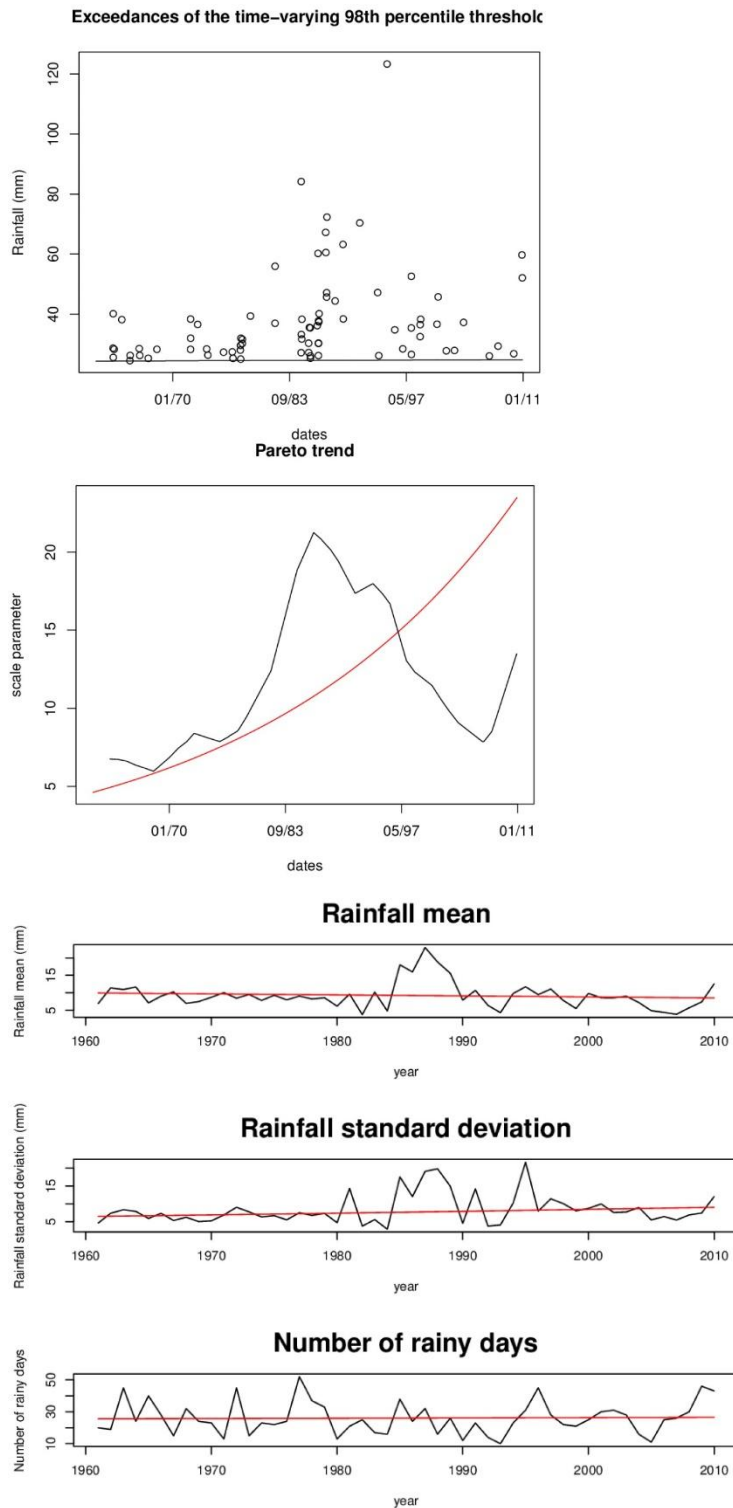 Exceedances of the time−varying 98th percentile threshold
Rainfall (mm)
120
100
80
60
40
01/70 09/83 05/97 01/11
dates
Pareto trend
scale parameter
20
15
10
5
01/70 09/83 05/97 01/11
dates
Rainfall mean
Rainfall mean (mm)
15
5
1960 1970 1980 1990 2000 2010
year
Rainfall standard deviation
Rainfall standard deviation (mm)
15
5
1960 1970 1980 1990 2000 2010
year
Number of rainy days
Number of rainy days
50
30
10
1960 1970 1980 1990 2000 2010
year